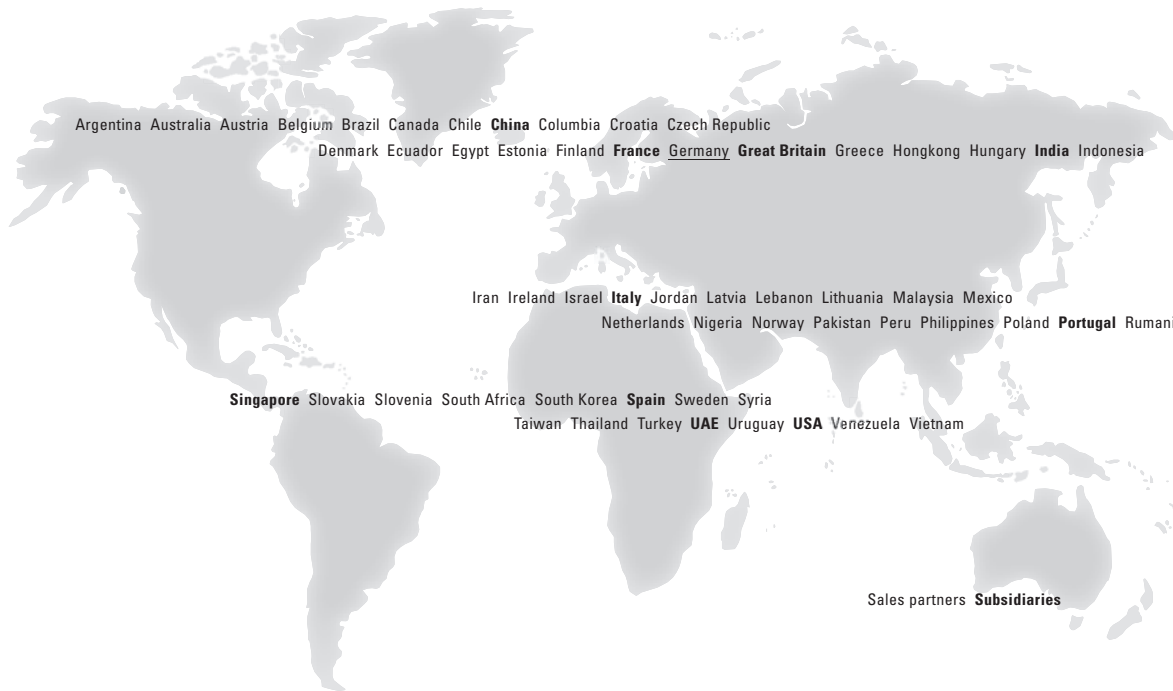 Argentina Australia Austria Belgium Brazil Canada Chile China Columbia Croatia Czech Republic
Denmark Ecuador Egypt Estonia Finland France Germany Great Britain Greece Hongkong Hungary India Indonesia
Iran Ireland Israel Italy Jordan Latvia Lebanon Lithuania Malaysia Mexico
Netherlands Nigeria Norway Pakistan Peru Philippines Poland Portugal Rumani
Singapore Slovakia Slovenia South Africa South Korea Spain Sweden Syria
Taiwan Thailand Turkey UAE Uruguay USA Venezuela Vietnam
Sales partners Subsidiaries